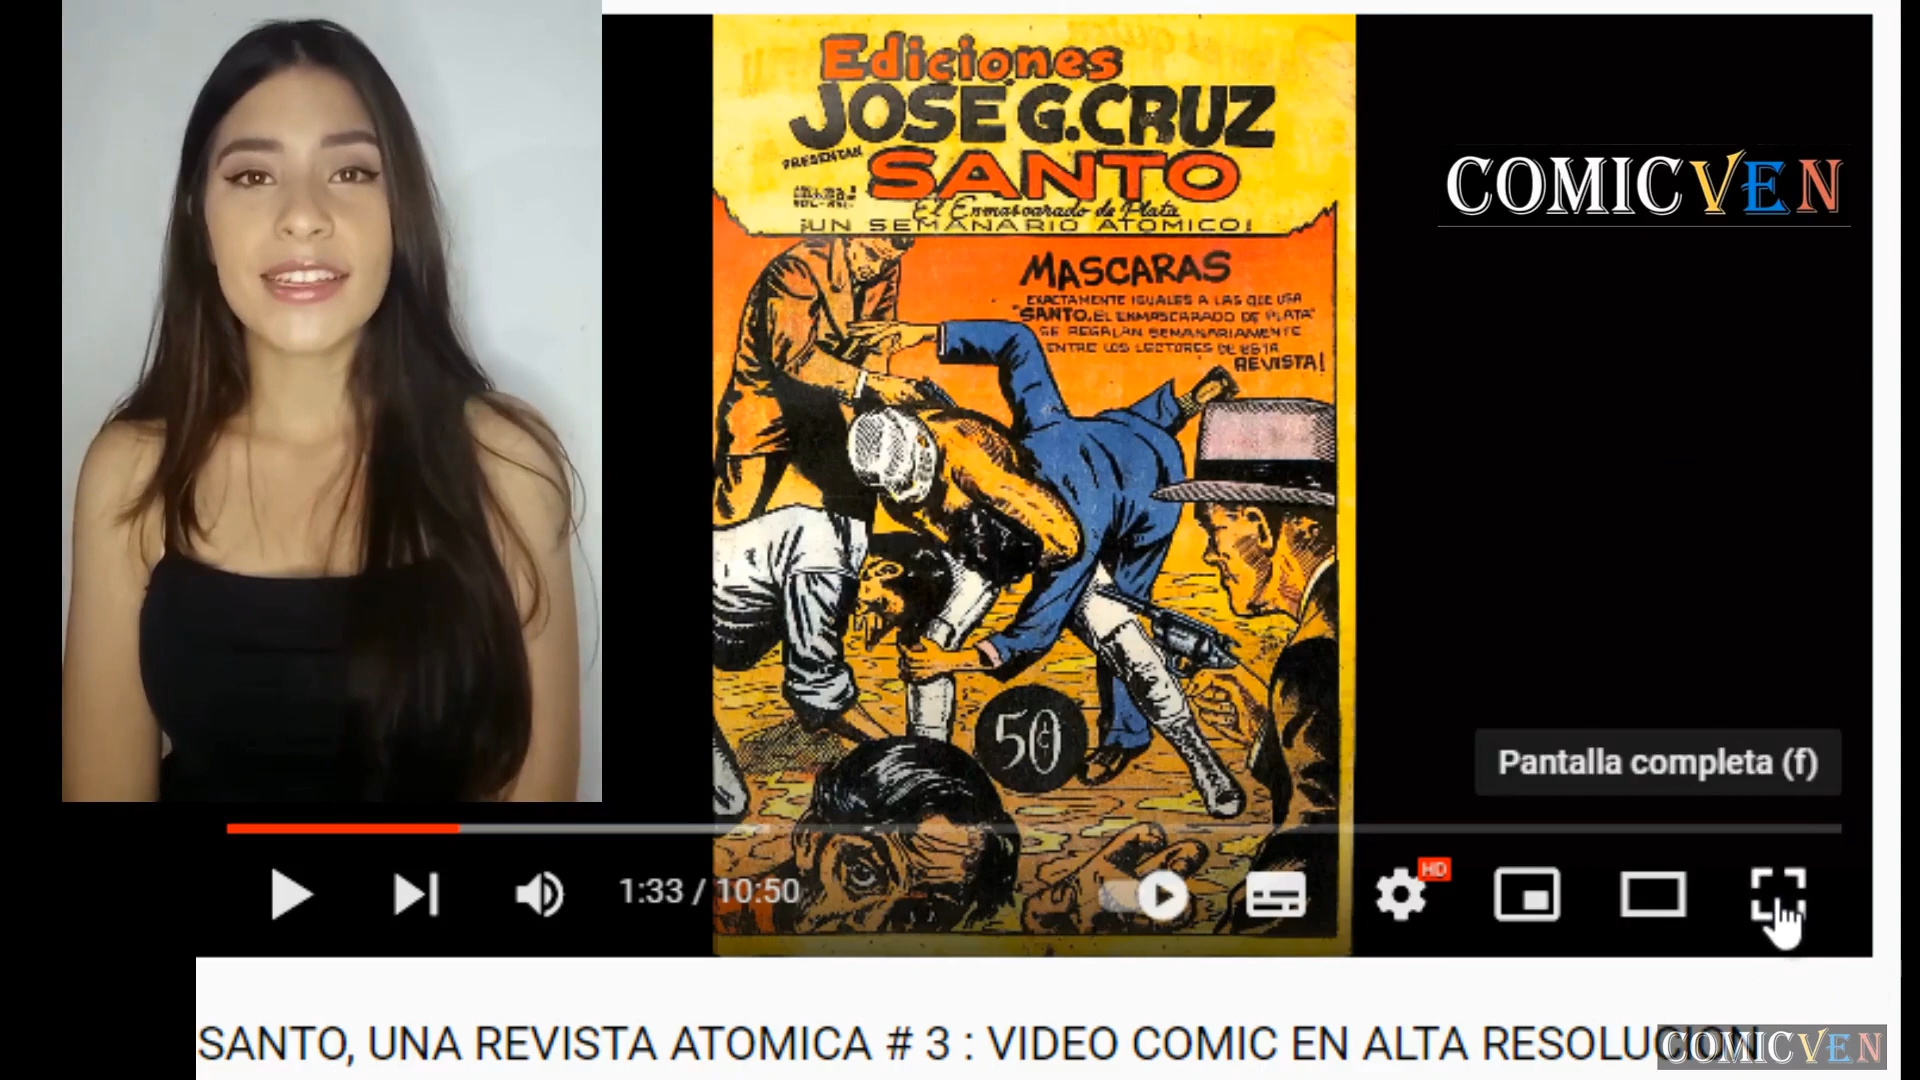 Ediciones
JOSE G. CRUZ
PRESENTAN
SANTO
El Enmascarado de Plata
¡UN SEMANARIO ATOMICO!
MASCARAS
EXACTAMENTE IGUALES A LAS QUE USA
"SANTO, EL ENMASCARADO DE PLATA"
SE REGALAN SEMANARIAMENTE
ENTRE LOS LECTORES DE ESTA
REVISTA!
50¢
COMICVEN
Pantalla completa (f)
1:33 / 10:50
HD
SANTO, UNA REVISTA ATOMICA # 3 : VIDEO COMIC EN ALTA RESOLUCION
COMICVEN